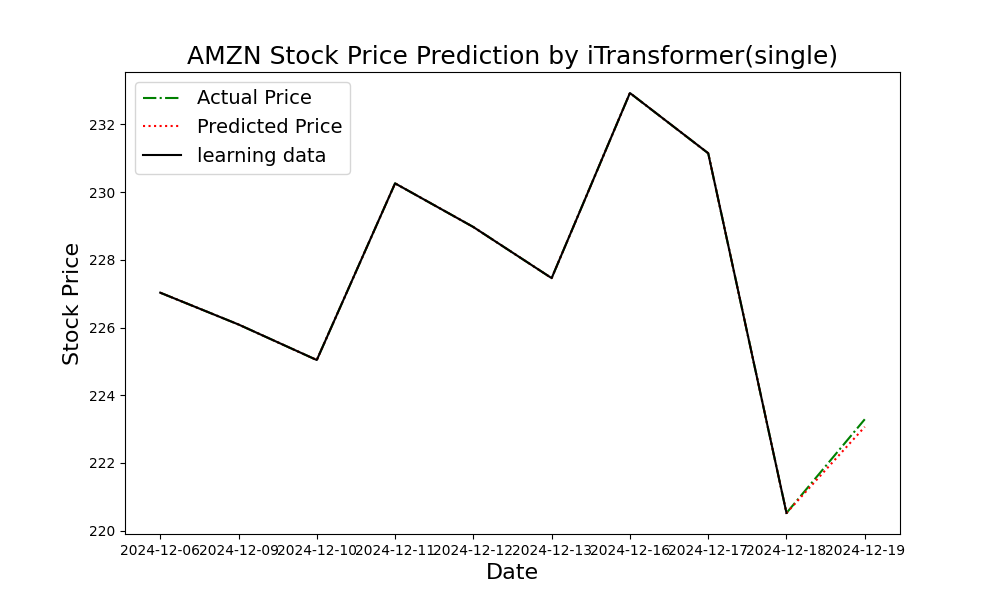 AMZN Stock Price Prediction by iTransformer(single)
Actual Price
Predicted Price
learning data
Stock Price
232
230
228
226
224
222
220
2024-12-06 2024-12-09 2024-12-10 2024-12-11 2024-12-12 2024-12-13 2024-12-16 2024-12-17 2024-12-18 2024-12-19
Date